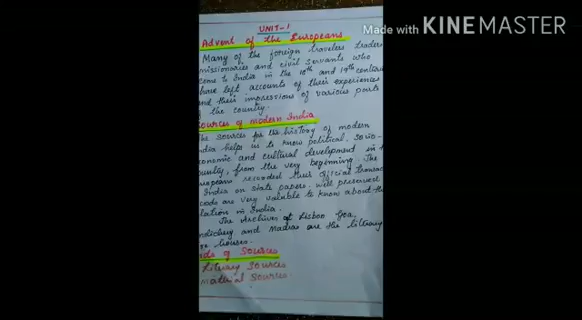 Made with KINEMASTER
UNIT-1
Advent of the Europeans
Many of the foreign travelers traders
missionaries and civil servants who
come to India in the 18th and 19th
have left accounts of their experiences
and their impressions of various parts
of the country.
Sources of modern India
The sources for the history of modern
India helps us to know political, socio-
economic and cultural development in
country, from the very beginning. The
Europeans recorded their official
India on state papers. Well preserved
records are very valuable to know about the
in India.
The Archives of Lisbon Goa,
Pondicherry and Madras are the literary
houses.
of Sources
Literary Sources
Material Sources